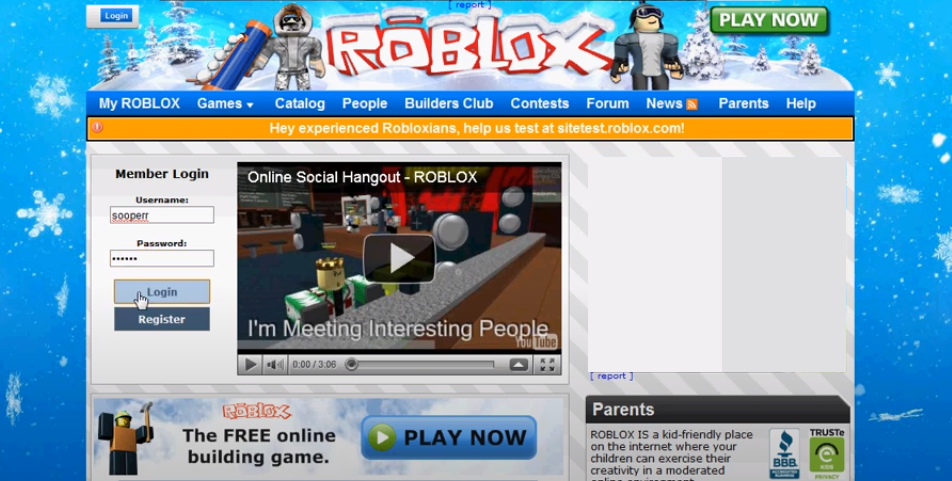 [ report ]
Login
ROBLOX
PLAY NOW
My ROBLOX Games Catalog People Builders Club Contests Forum News Parents Help
Hey experienced Robloxians, help us test at sitetest.roblox.com!
Member Login
Username:
sooperr
Password:
Login
Register
Online Social Hangout - ROBLOX
I'm Meeting Interesting People
YouTube
0:00 / 3:06
[ report ]
ROBLOX
The FREE online
building game.
PLAY NOW
Parents
ROBLOX IS a kid-friendly place
on the internet where your
children can exercise their
creativity in a moderated
online environment
BBB.
ACCREDITED
BUSINESS
TRUSTe
KIDS
PRIVACY